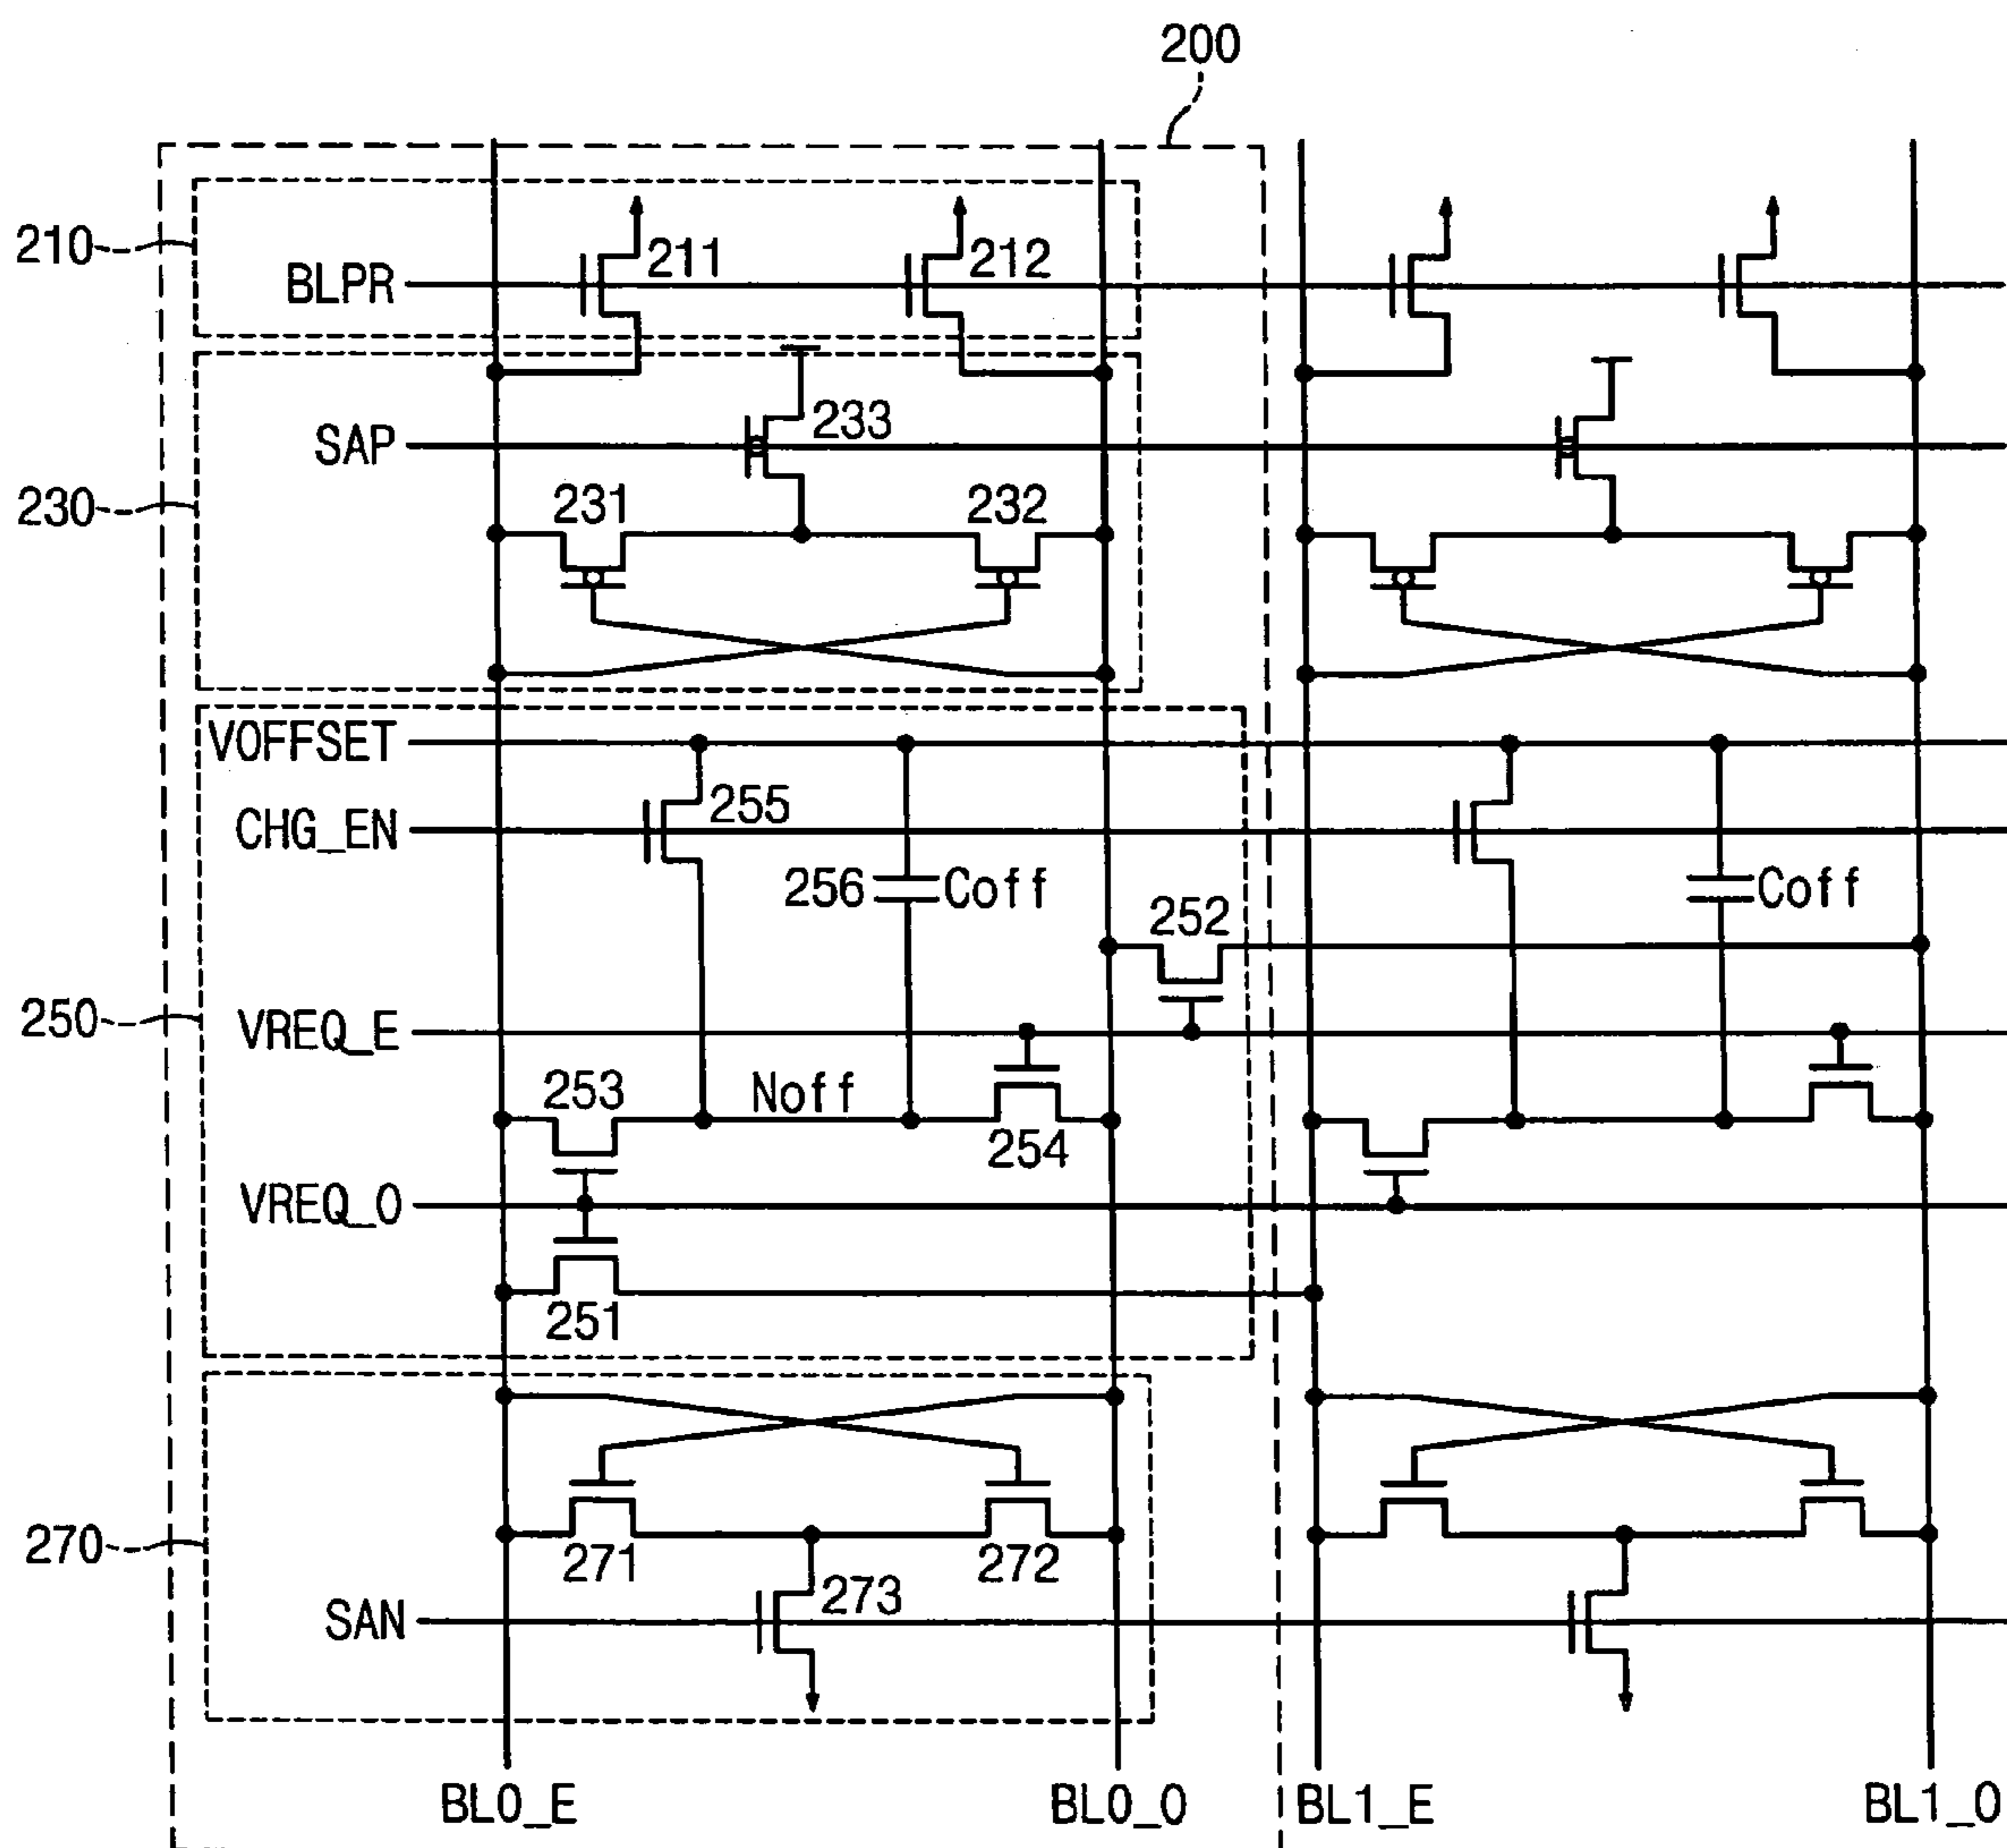 200
210
BLPR
211
212
SAP
233
230
231
232
VOFFSET
CHG_EN
255
256
Coff
Coff
252
250
VREQ_E
253
Noff
254
VREQ_O
251
270
271
272
SAN
273
BL0_E
BL0_O
BL1_E
BL1_O